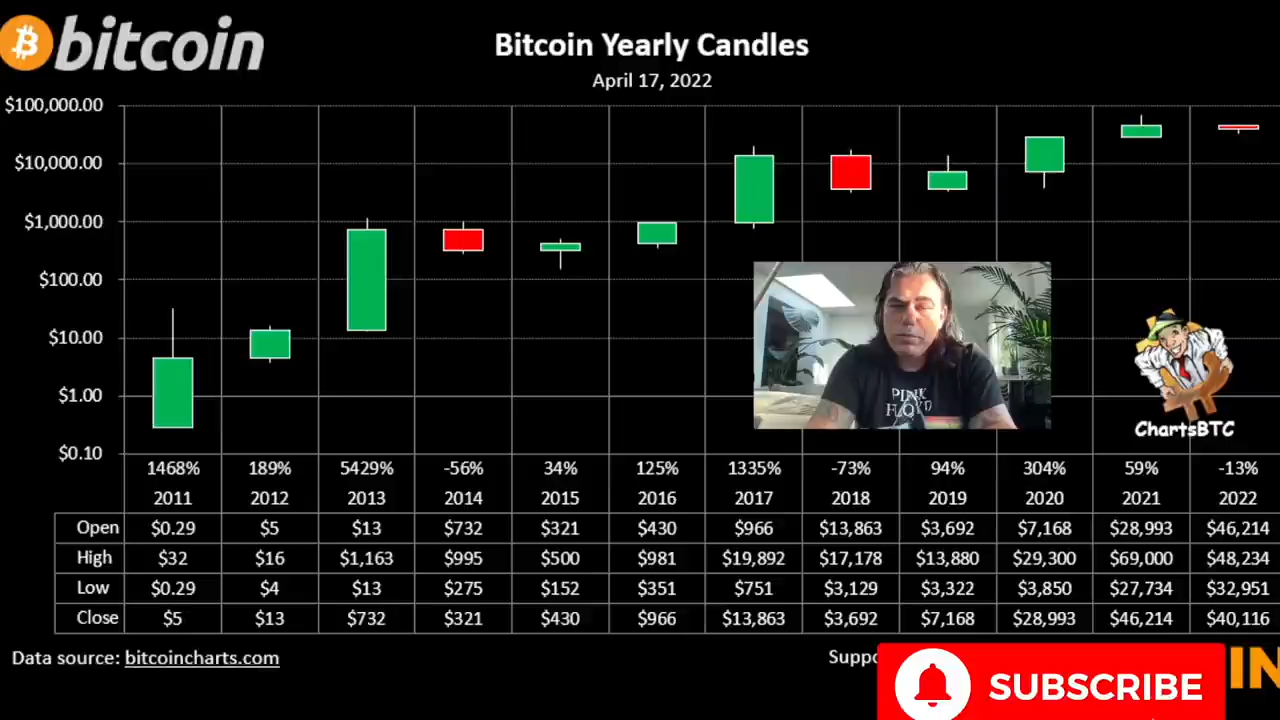 bitcoin
Bitcoin Yearly Candles
April 17, 2022
$100,000.00
$10,000.00
$1,000.00
$100.00
$10.00
$1.00
$0.10
PINK
FLOYD
ChartsBTC
1468% 189% 5429% -56% 34% 125% 1335% -73% 94% 304% 59% -13%
2011 2012 2013 2014 2015 2016 2017 2018 2019 2020 2021 2022
Open $0.29 $5 $13 $732 $321 $430 $966 $13,863 $3,692 $7,168 $28,993 $46,214
High $32 $16 $1,163 $995 $500 $981 $19,892 $17,178 $13,880 $29,300 $69,000 $48,234
Low $0.29 $4 $13 $275 $152 $351 $751 $3,129 $3,322 $3,850 $27,734 $32,951
Close $5 $13 $732 $321 $430 $966 $13,863 $3,692 $7,168 $28,993 $46,214 $40,116
Data source: bitcoincharts.com
SUBSCRIBE